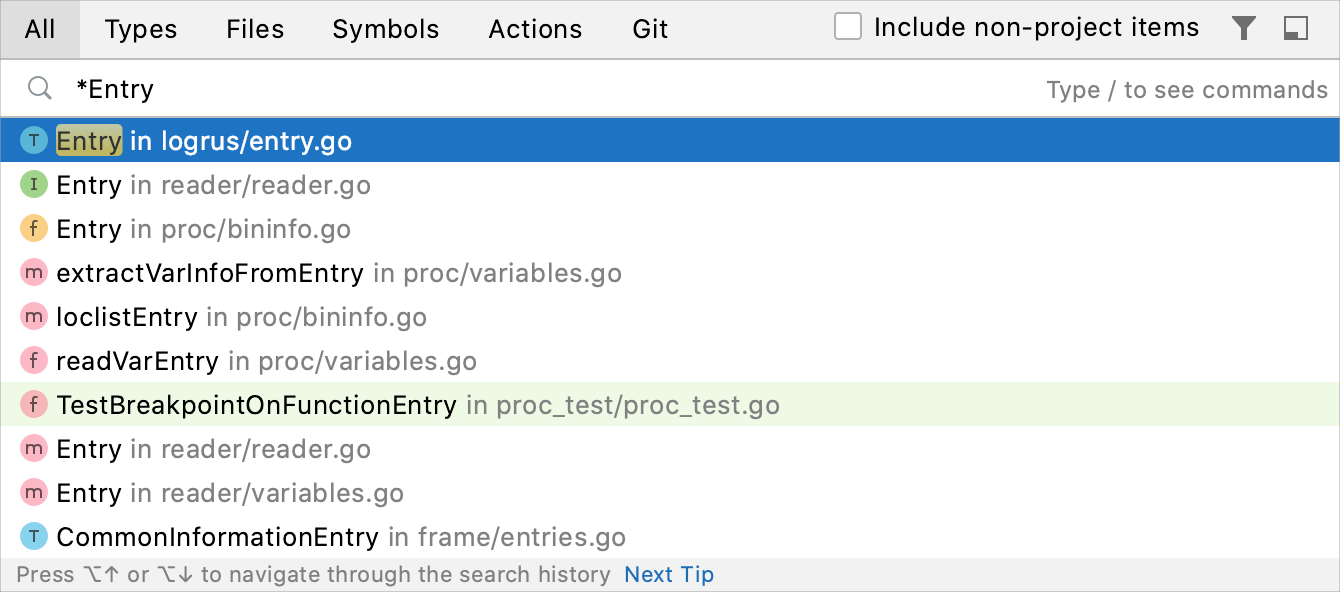 All Types Files Symbols Actions Git Include non-project items
*Entry Type / to see commands
T Entry in logrus/entry.go
I Entry in reader/reader.go
f Entry in proc/bininfo.go
m extractVarInfoFromEntry in proc/variables.go
m loclistEntry in proc/bininfo.go
f readVarEntry in proc/variables.go
f TestBreakpointOnFunctionEntry in proc_test/proc_test.go
m Entry in reader/reader.go
m Entry in reader/variables.go
T CommonInformationEntry in frame/entries.go
Press ⌥↑ or ⌥↓ to navigate through the search history Next Tip